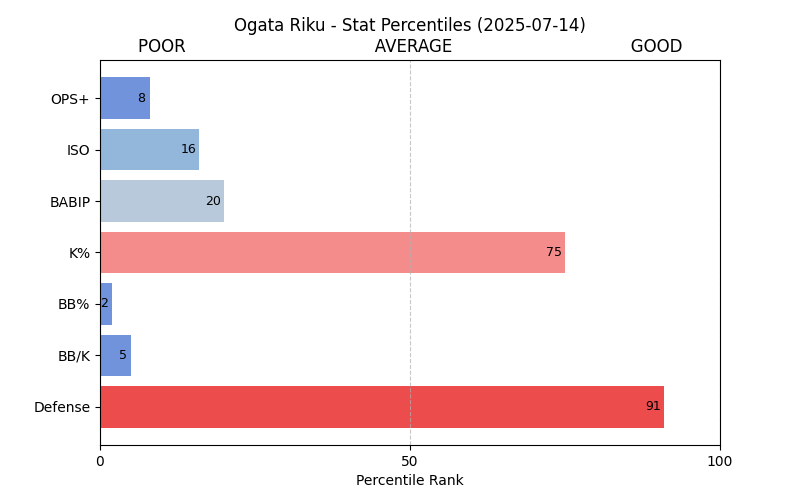 Ogata Riku - Stat Percentiles (2025-07-14)
POOR AVERAGE GOOD
OPS+ 8
ISO 16
BABIP 20
K% 75
BB% 2
BB/K 5
Defense 91
0 50 100
Percentile Rank